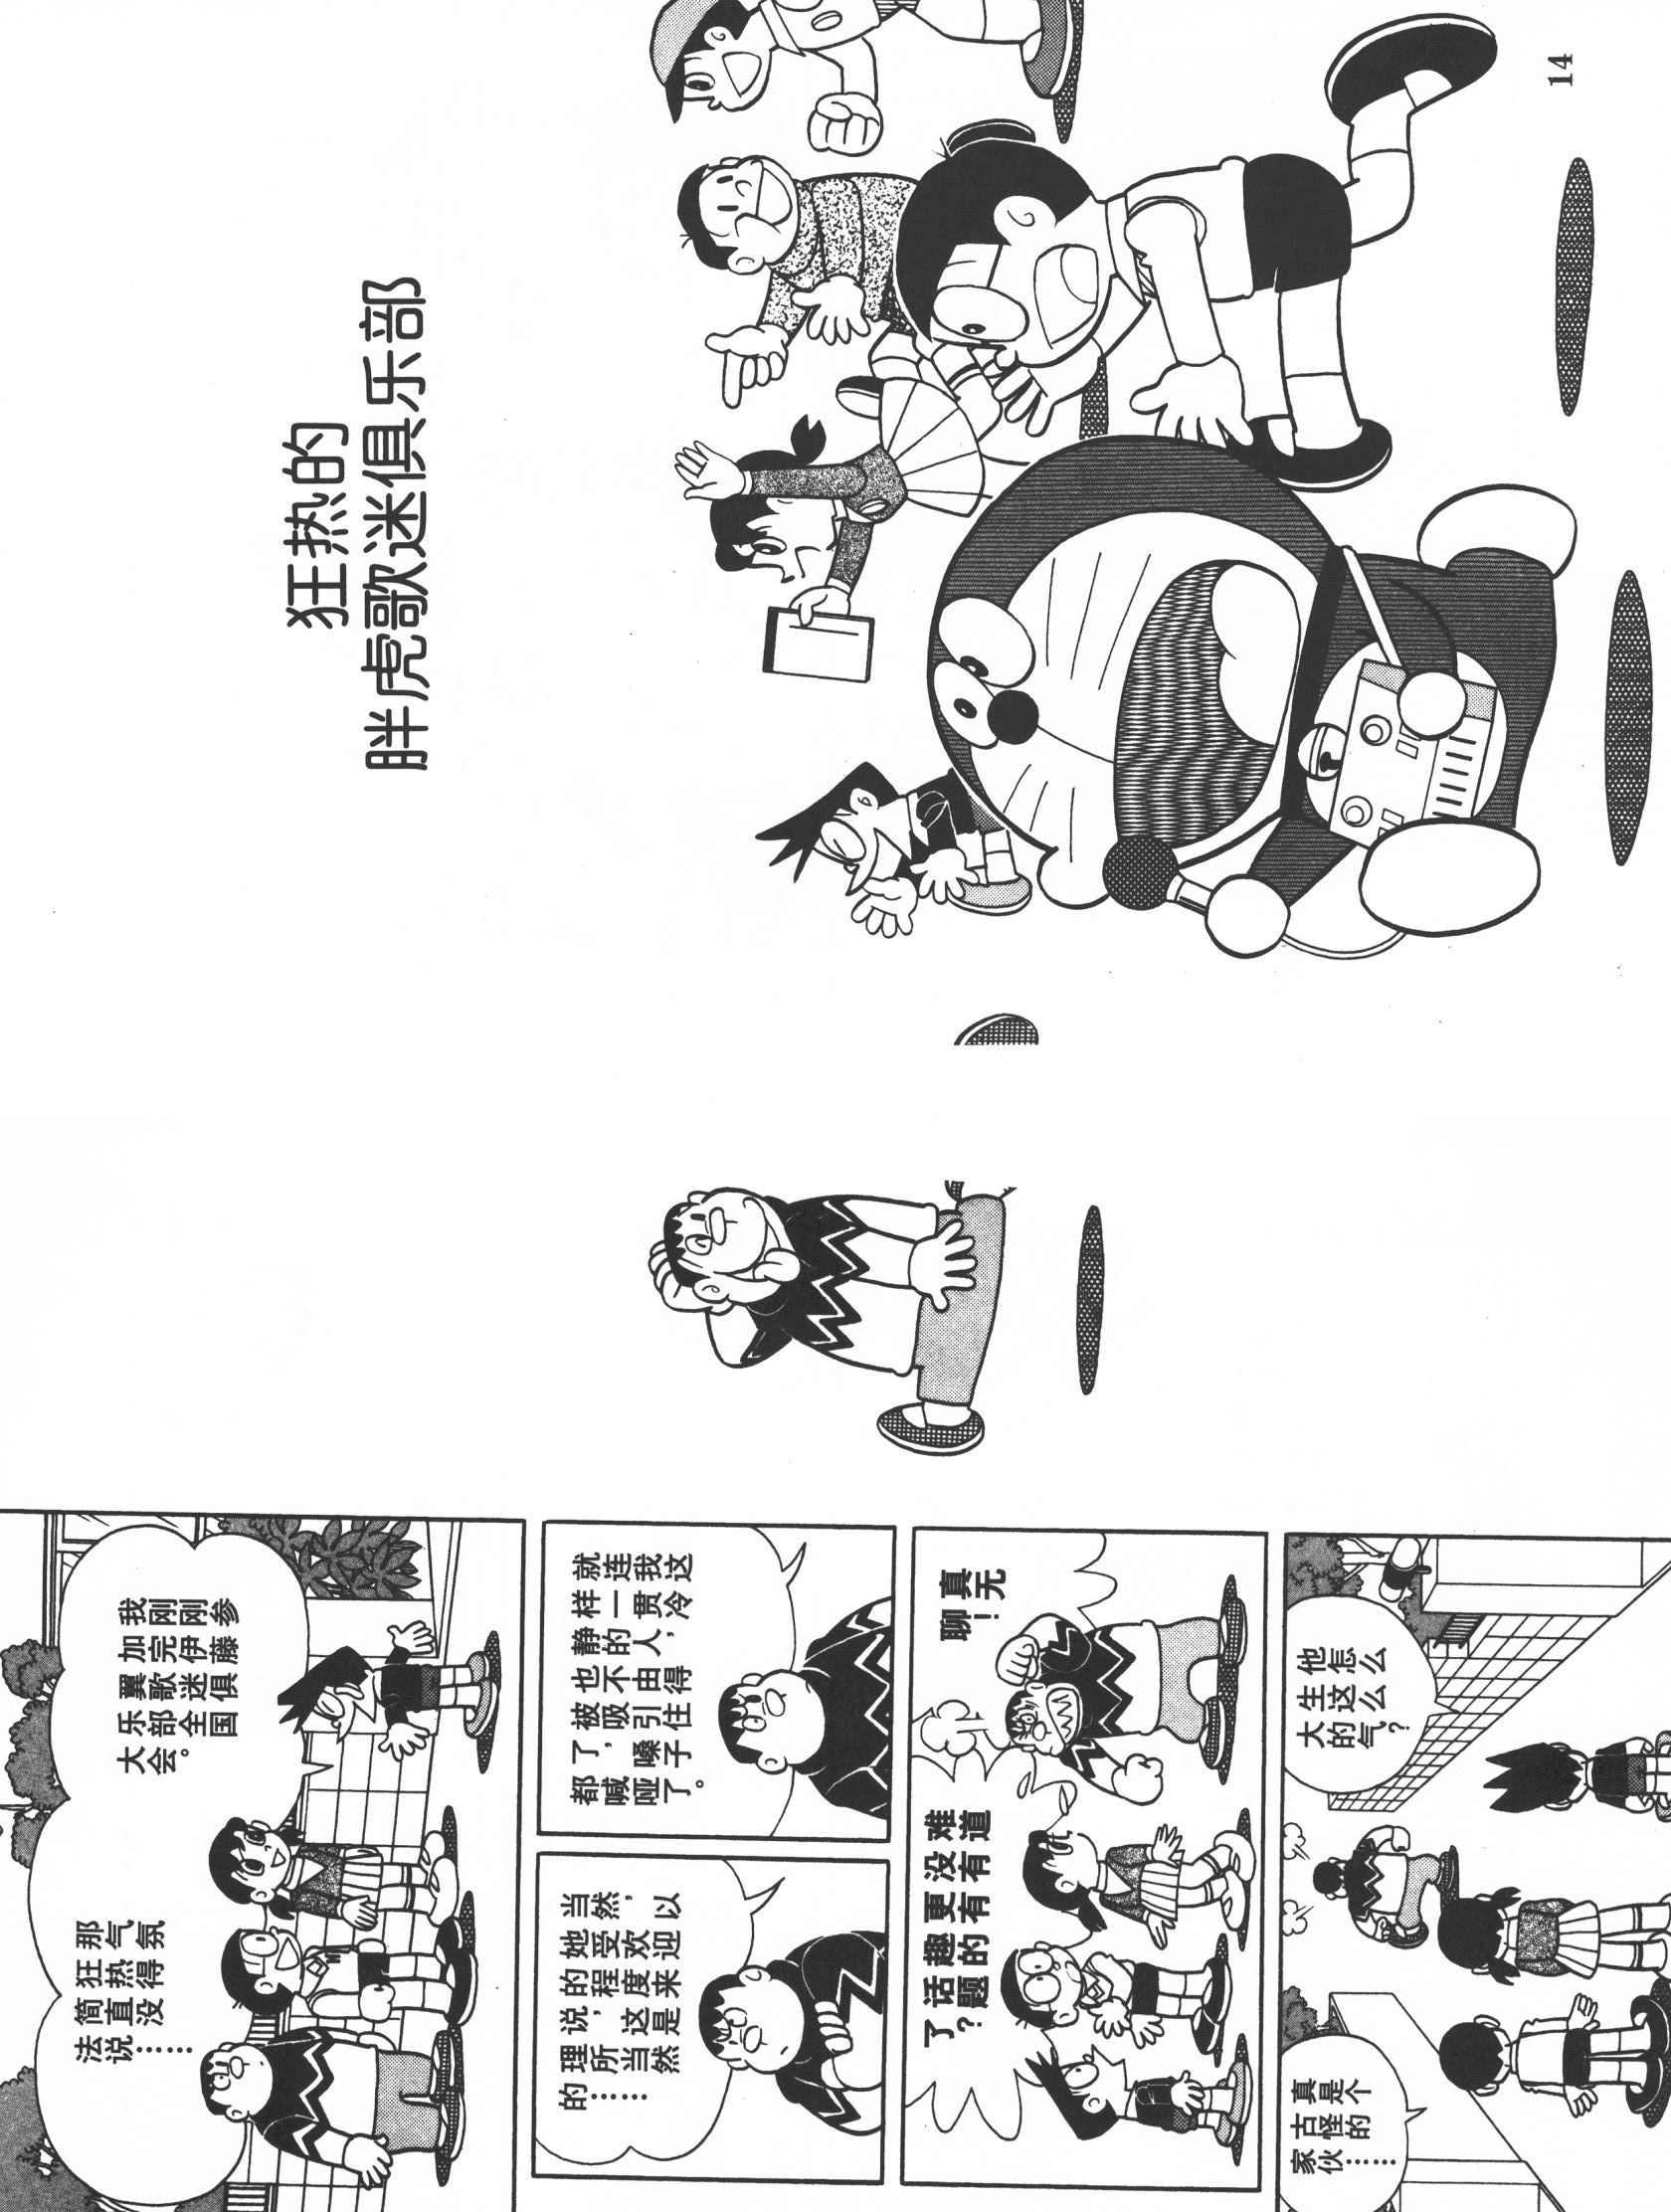 狂热的
胖虎歌迷俱乐部
14
我刚刚参
加完伊藤
翼歌迷俱
乐部全国
大会。
那气氛
狂热得
简直没
法说……
就连我这
样一贯冷
静的人，
也不由得
被吸引住
了，嗓子
都喊哑了。
当然，以
她受欢迎
的程度来
说，这是
理所当然
的……
真无
聊！
难道
没有
更有
趣的
话题
了？
他怎么
生这么
大的气？
真是个
古怪的
家伙……